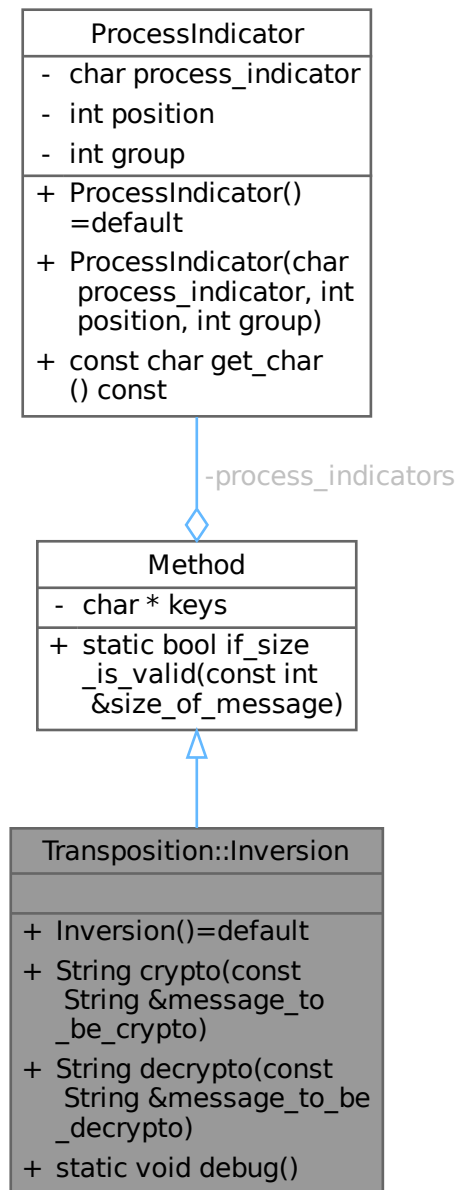 ProcessIndicator
- char process_indicator
- int position
- int group
+ ProcessIndicator()
=default
+ ProcessIndicator(char
process_indicator, int
position, int group)
+ const char get_char
() const
-process_indicators
Method
- char * keys
+ static bool if_size
_is_valid(const int
&size_of_message)
Transposition::Inversion
+ Inversion()=default
+ String crypto(const
String &message_to
_be_crypto)
+ String decrypto(const
String &message_to_be
_decrypto)
+ static void debug()